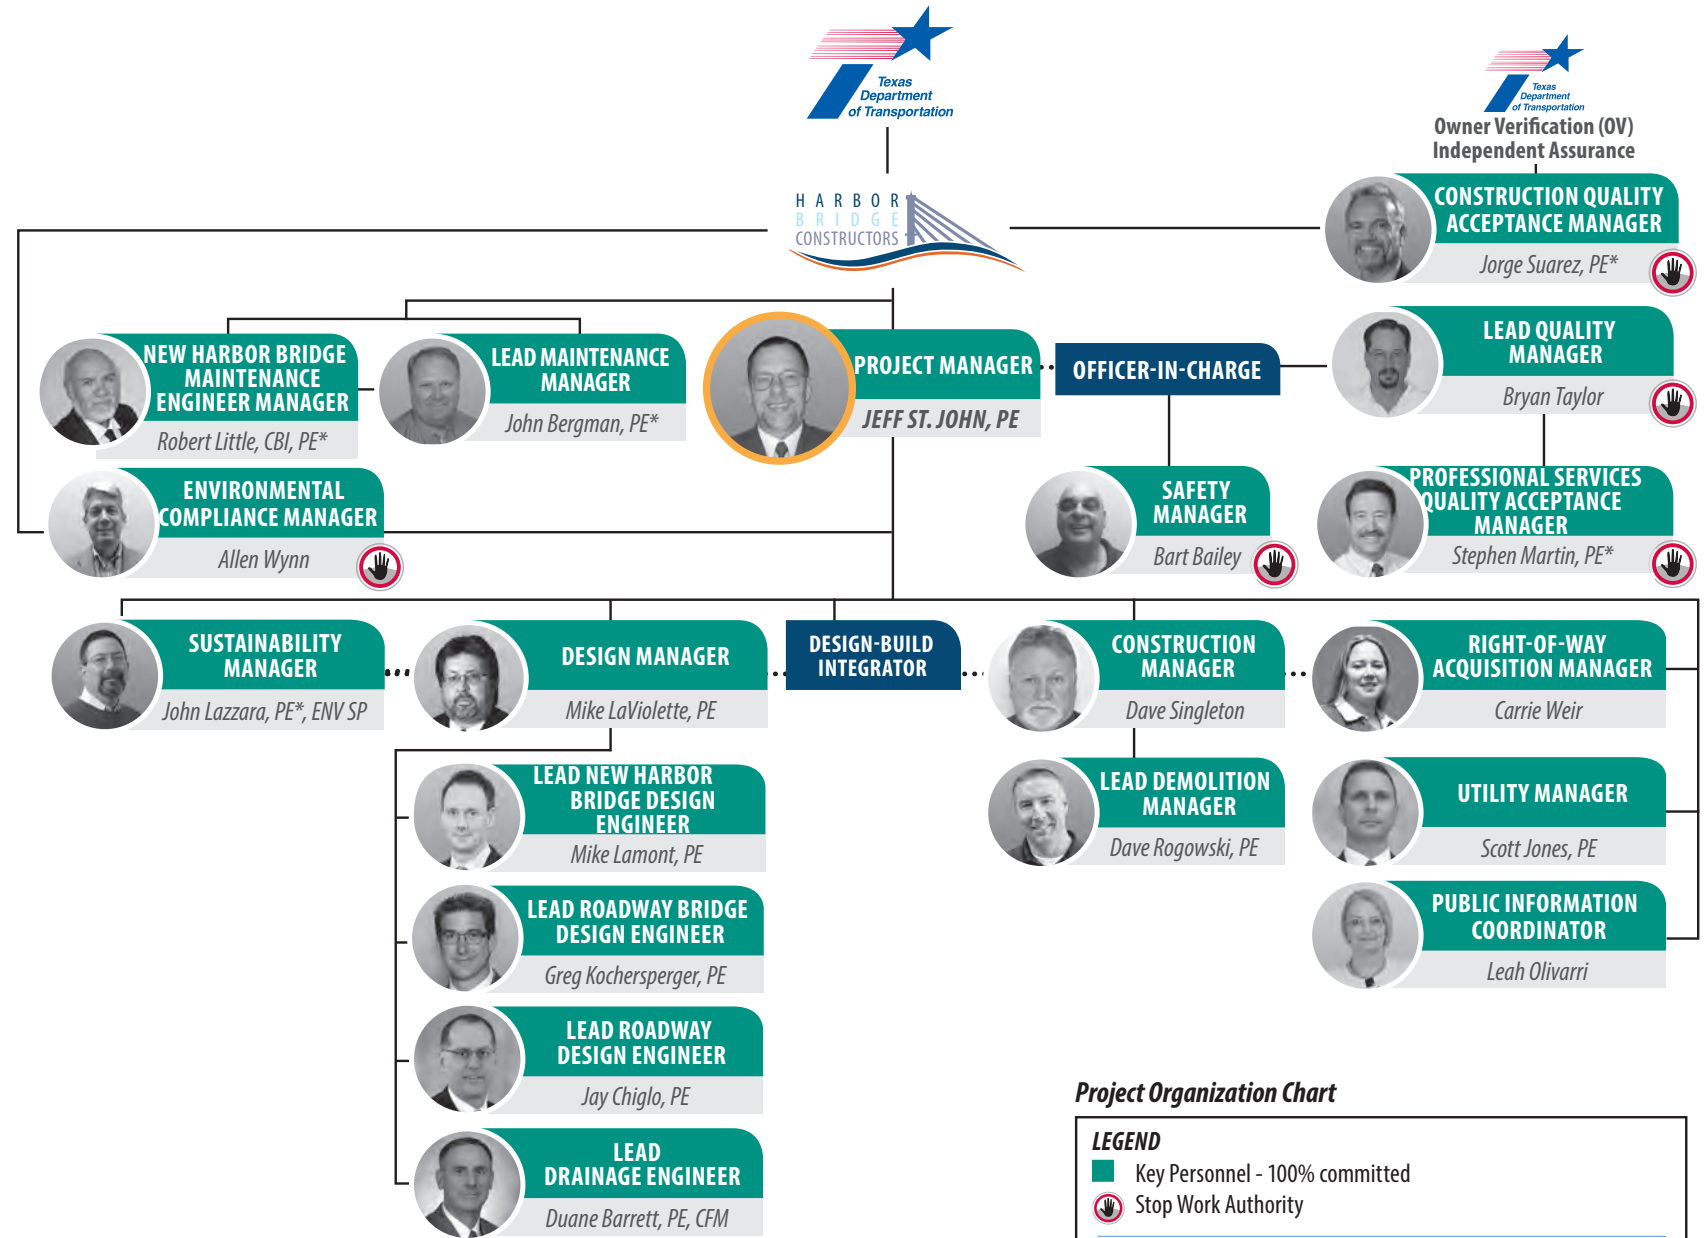 Texas
Department
of Transportation
Texas
Department
of Transportation
Owner Verification (OV)
Independent Assurance
HARBOR
BRIDGE
CONSTRUCTORS
CONSTRUCTION QUALITY
ACCEPTANCE MANAGER
Jorge Suarez, PE*
NEW HARBOR BRIDGE
MAINTENANCE
ENGINEER MANAGER
Robert Little, CBI, PE*
LEAD MAINTENANCE
MANAGER
John Bergman, PE*
PROJECT MANAGER
JEFF ST. JOHN, PE
OFFICER-IN-CHARGE
LEAD QUALITY
MANAGER
Bryan Taylor
ENVIRONMENTAL
COMPLIANCE MANAGER
Allen Wynn
SAFETY
MANAGER
Bart Bailey
PROFESSIONAL SERVICES
QUALITY ACCEPTANCE
MANAGER
Stephen Martin, PE*
SUSTAINABILITY
MANAGER
John Lazzara, PE*, ENV SP
DESIGN MANAGER
Mike LaViolette, PE
DESIGN-BUILD
INTEGRATOR
CONSTRUCTION
MANAGER
Dave Singleton
RIGHT-OF-WAY
ACQUISITION MANAGER
Carrie Weir
LEAD NEW HARBOR
BRIDGE DESIGN
ENGINEER
Mike Lamont, PE
LEAD DEMOLITION
MANAGER
Dave Rogowski, PE
UTILITY MANAGER
Scott Jones, PE
LEAD ROADWAY BRIDGE
DESIGN ENGINEER
Greg Kochersperger, PE
PUBLIC INFORMATION
COORDINATOR
Leah Olivarri
LEAD ROADWAY
DESIGN ENGINEER
Jay Chiglo, PE
LEAD
DRAINAGE ENGINEER
Duane Barrett, PE, CFM
Project Organization Chart
LEGEND
Key Personnel - 100% committed
Stop Work Authority